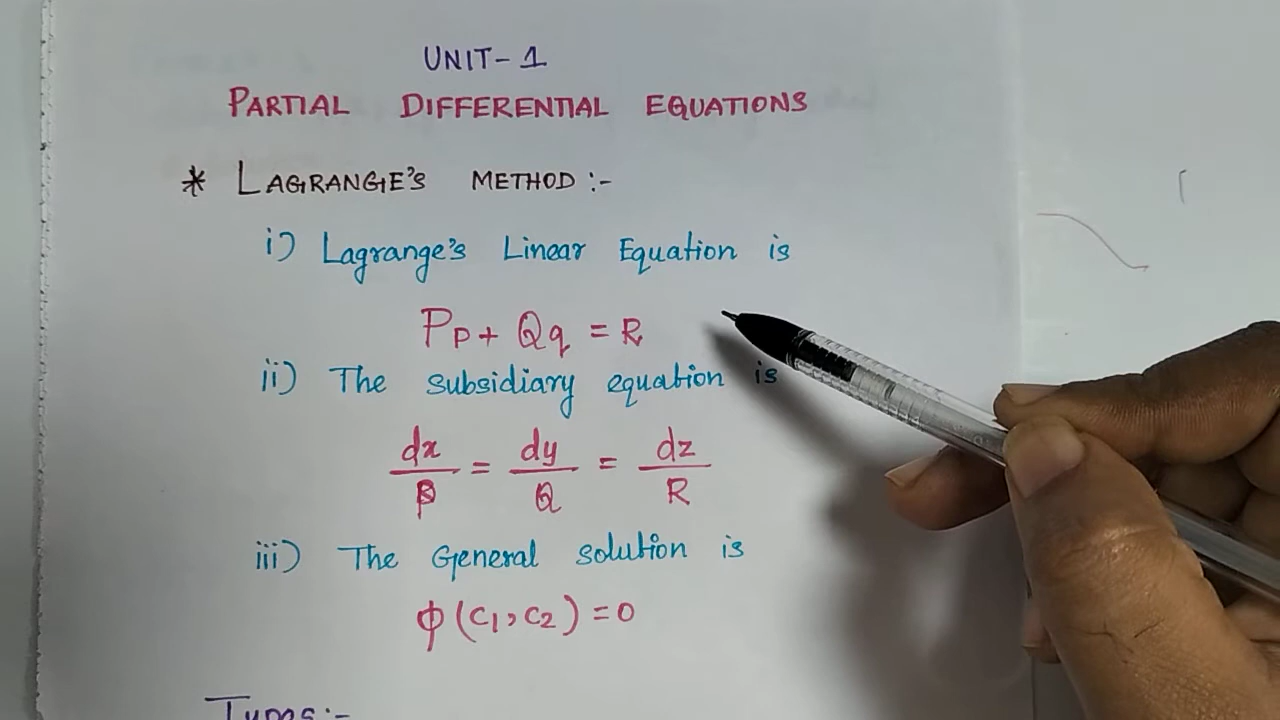 UNIT-1
PARTIAL DIFFERENTIAL EQUATIONS
* LAGRANGE'S METHOD :-
i) Lagrange's Linear Equation is
Pp + Qq = R
ii) The subsidiary equation is
dx/P = dy/Q = dz/R
iii) The General solution is
ϕ(c₁, c₂) = 0
Types:-